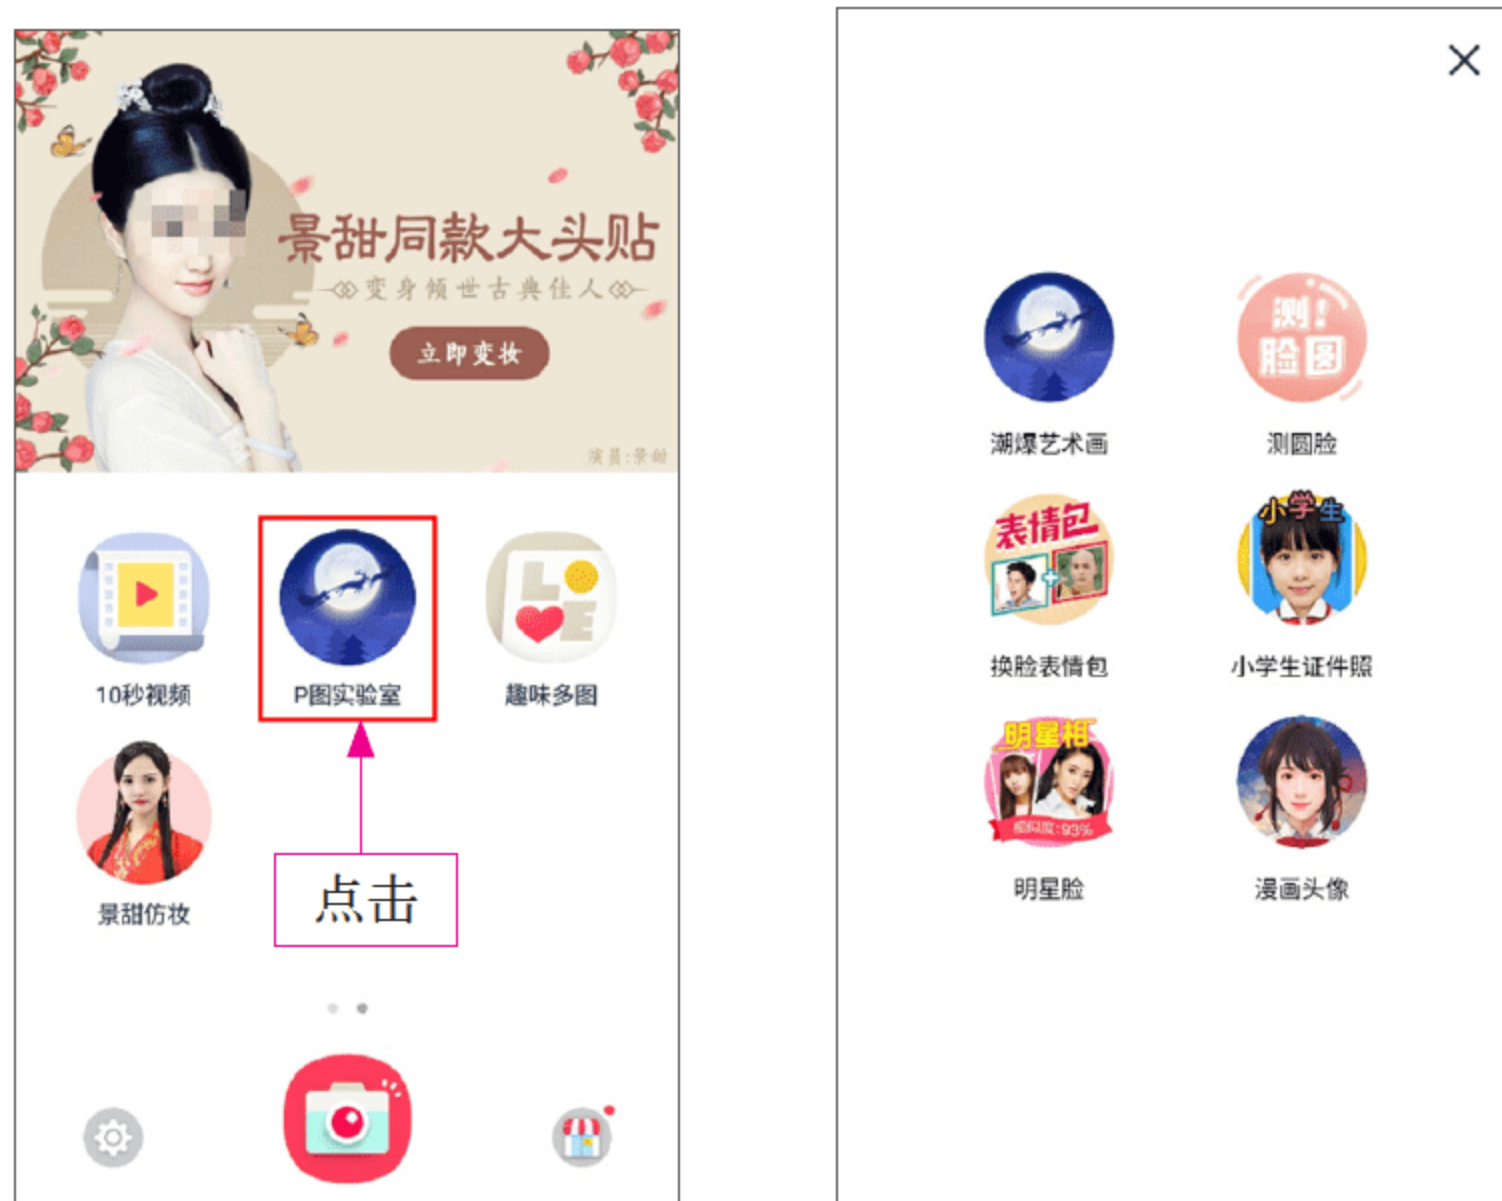 景甜同款大头贴
变身倾世古典佳人
立即变妆
演员:景甜
10秒视频
P图实验室
趣味多图
LOVE
景甜仿妆
点击
测!
脸圆
潮爆艺术画
测圆脸
表情包
小学生
换脸表情包
小学生证件照
明星相
相似度:93%
明星脸
漫画头像